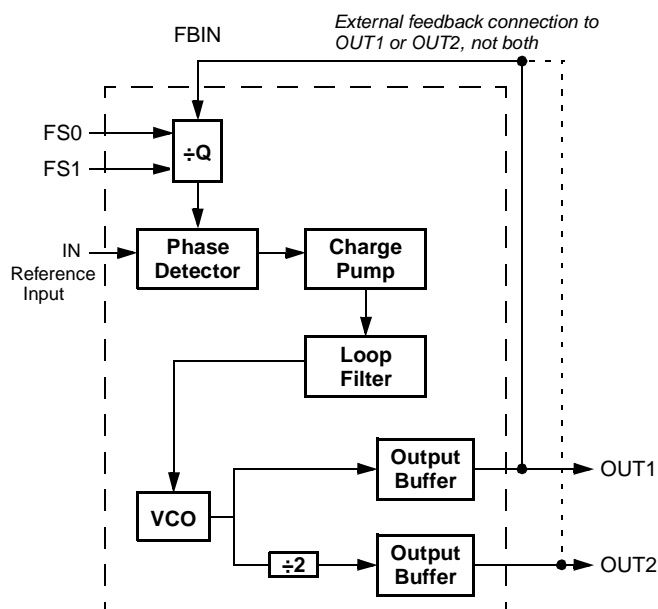 External feedback connection to
OUT1 or OUT2, not both
FBIN
FS0
FS1
÷Q
IN
Reference
Input
Phase
Detector
Charge
Pump
Loop
Filter
Output
Buffer
OUT1
VCO
÷2
Output
Buffer
OUT2